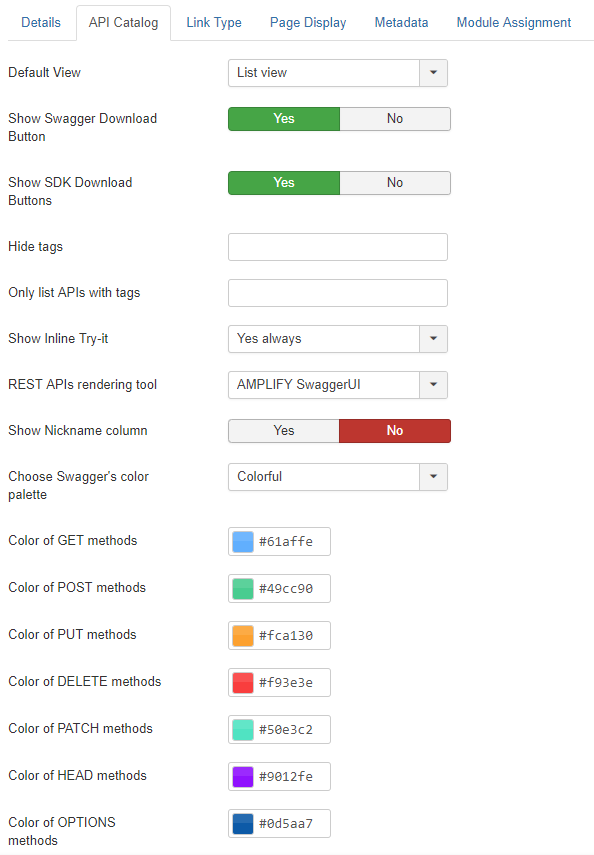 Details API Catalog Link Type Page Display Metadata Module Assignment
Default View List view
Show Swagger Download Yes No
Button
Show SDK Download Yes No
Buttons
Hide tags
Only list APIs with tags
Show Inline Try-it Yes always
REST APIs rendering tool AMPLIFY SwaggerUI
Show Nickname column Yes No
Choose Swagger's color Colorful
palette
Color of GET methods #61affe
Color of POST methods #49cc90
Color of PUT methods #fca130
Color of DELETE methods #f93e3e
Color of PATCH methods #50e3c2
Color of HEAD methods #9012fe
Color of OPTIONS #0d5aa7
methods